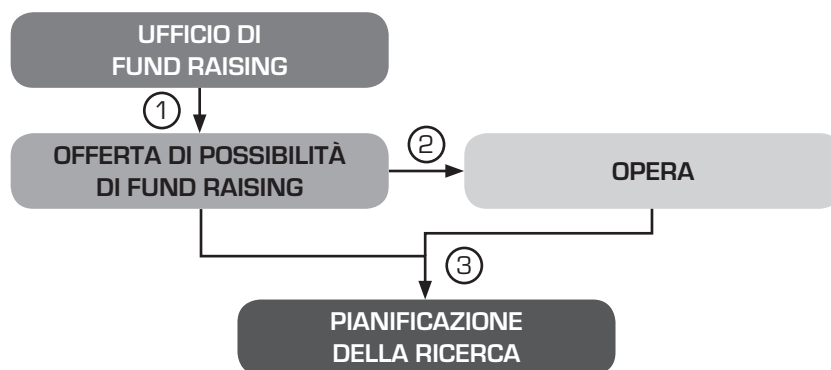 UFFICIO DI
FUND RAISING
1
OFFERTA DI POSSIBILITÀ
DI FUND RAISING
2
OPERA
3
PIANIFICAZIONE
DELLA RICERCA